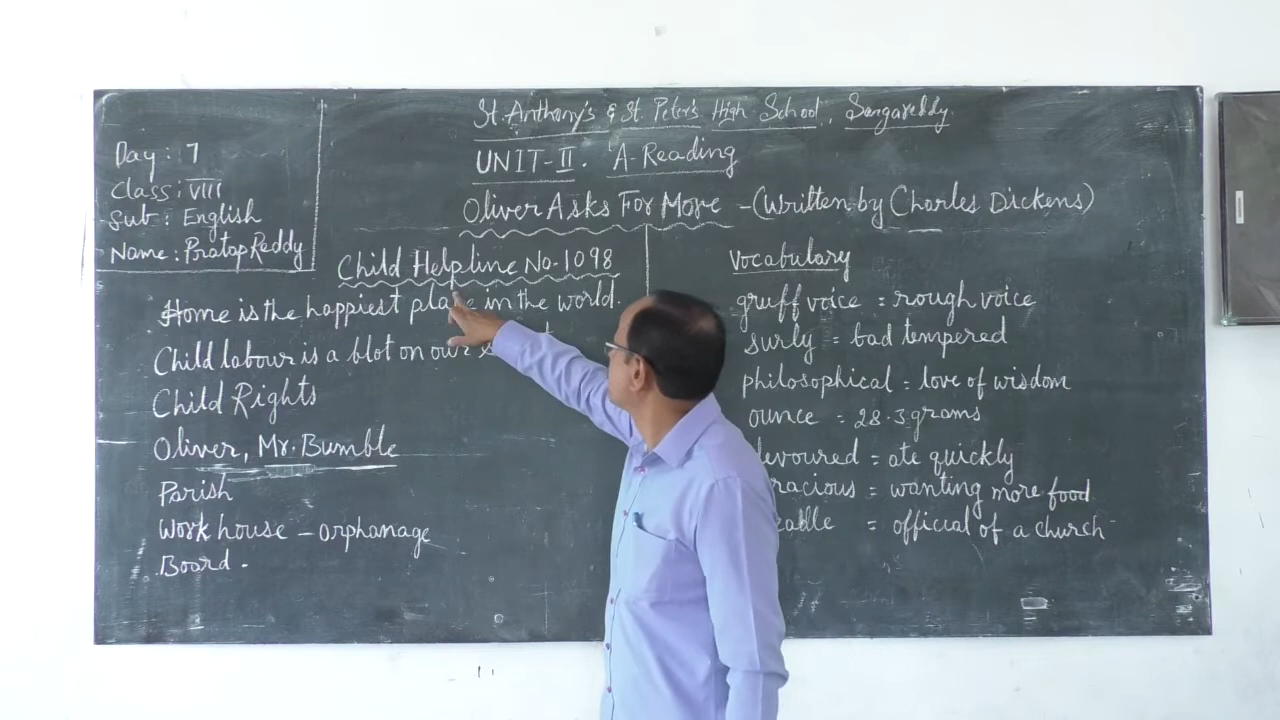 St. Anthony's & St. Peter's High School, Sangareddy.
UNIT-II. A-Reading
Oliver Asks For More - (Written by Charles Dickens)
Day : 7
Class : VIII
Sub : English
Name : Pratap Reddy
Child Helpline No-1098
Home is the happiest place in the world.
Child labour is a blot on our
Child Rights
Oliver, Mr. Bumble
Parish
Work house - orphanage
Board.
Vocabulary
gruff voice = rough voice
surly = bad tempered
philosophical = love of wisdom
ounce = 28.3 grams
devoured = ate quickly
racious = wanting more food
= official of a church